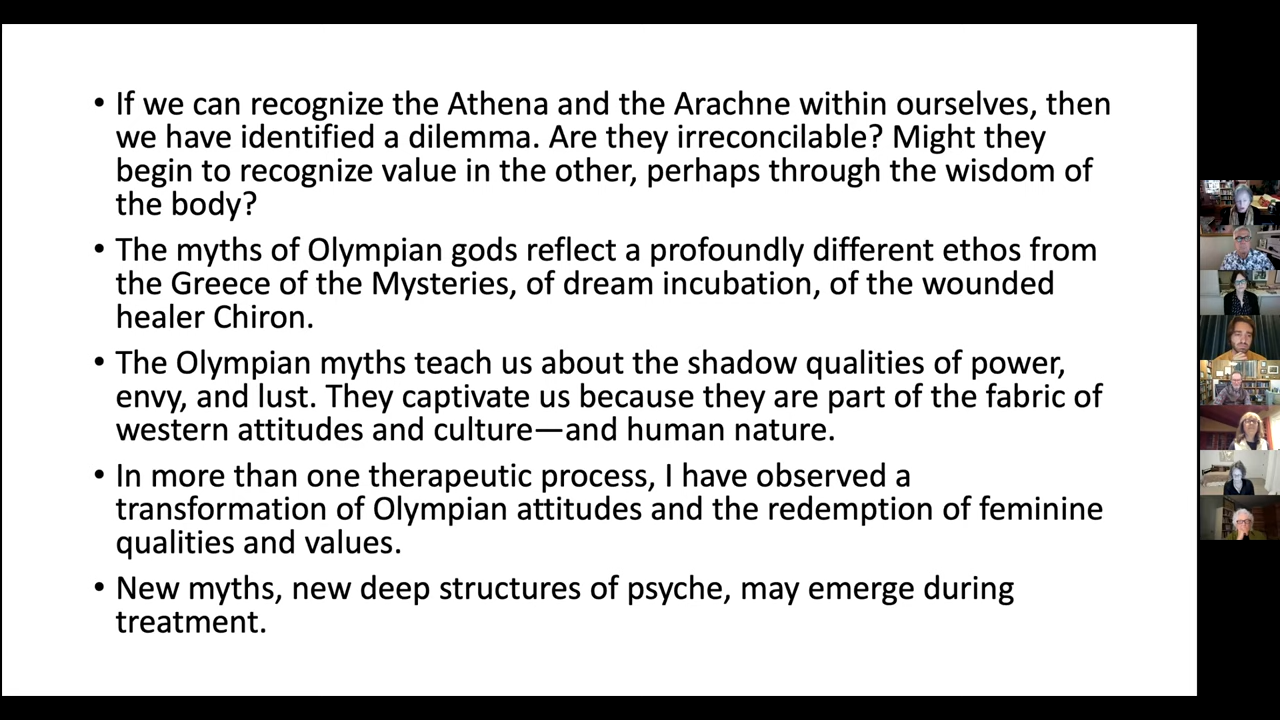 • If we can recognize the Athena and the Arachne within ourselves, then
we have identified a dilemma. Are they irreconcilable? Might they
begin to recognize value in the other, perhaps through the wisdom of
the body?
• The myths of Olympian gods reflect a profoundly different ethos from
the Greece of the Mysteries, of dream incubation, of the wounded
healer Chiron.
• The Olympian myths teach us about the shadow qualities of power,
envy, and lust. They captivate us because they are part of the fabric of
western attitudes and culture—and human nature.
• In more than one therapeutic process, I have observed a
transformation of Olympian attitudes and the redemption of feminine
qualities and values.
• New myths, new deep structures of psyche, may emerge during
treatment.